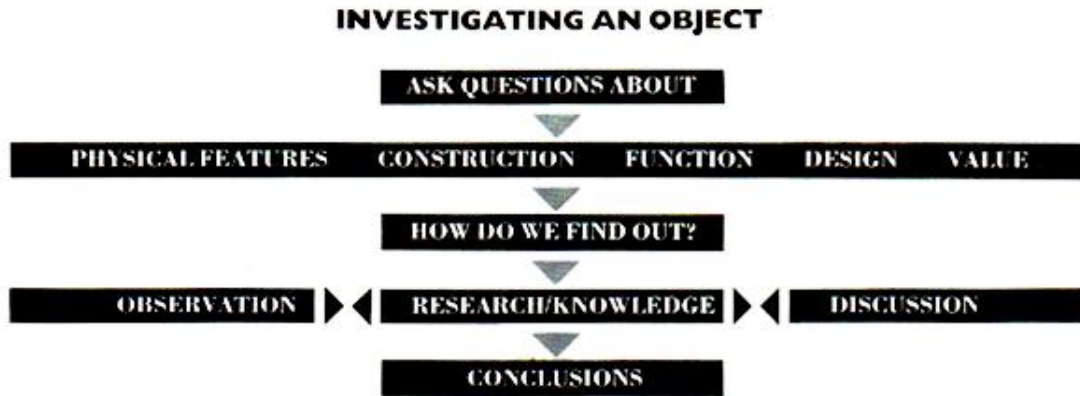 INVESTIGATING AN OBJECT
ASK QUESTIONS ABOUT
PHYSICAL FEATURES CONSTRUCTION FUNCTION DESIGN VALUE
HOW DO WE FIND OUT?
OBSERVATION RESEARCH/KNOWLEDGE DISCUSSION
CONCLUSIONS